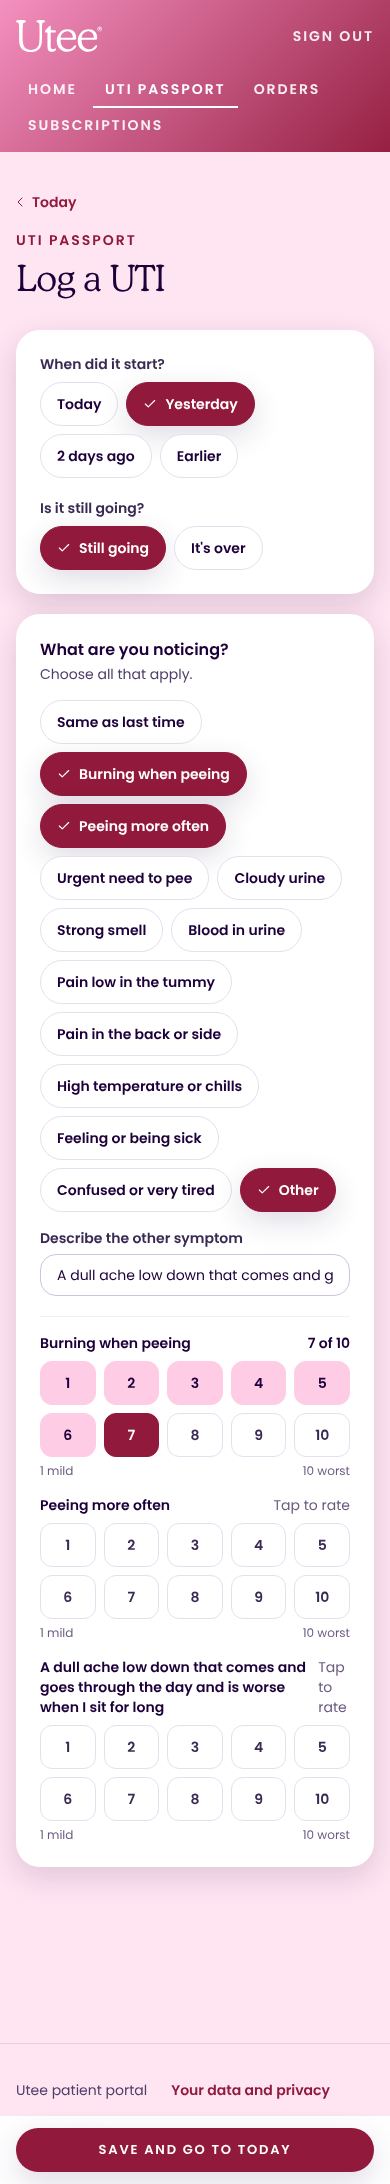 Utee®
SIGN OUT
HOME
UTI PASSPORT
ORDERS
SUBSCRIPTIONS
Today
UTI PASSPORT
Log a UTI
When did it start?
Today
Yesterday
2 days ago
Earlier
Is it still going?
Still going
It's over
What are you noticing?
Choose all that apply.
Same as last time
Burning when peeing
Peeing more often
Urgent need to pee
Cloudy urine
Strong smell
Blood in urine
Pain low in the tummy
Pain in the back or side
High temperature or chills
Feeling or being sick
Confused or very tired
Other
Describe the other symptom
A dull ache low down that comes and g
Burning when peeing
7 of 10
1 2 3 4 5
6 7 8 9 10
1 mild
10 worst
Peeing more often
Tap to rate
1 2 3 4 5
6 7 8 9 10
1 mild
10 worst
A dull ache low down that comes and
goes through the day and is worse
when I sit for long
Tap
to
rate
1 2 3 4 5
6 7 8 9 10
1 mild
10 worst
Utee patient portal
Your data and privacy
SAVE AND GO TO TODAY